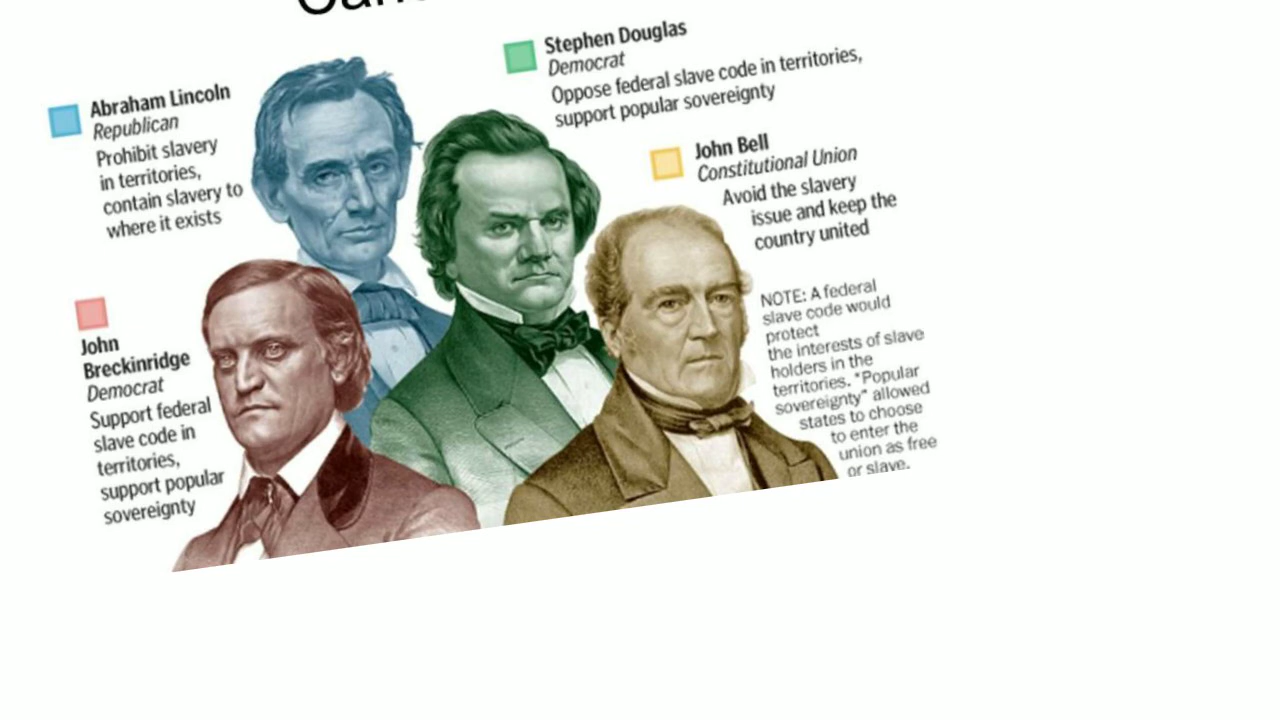 Abraham Lincoln
Republican
Prohibit slavery
in territories,
contain slavery to
where it exists
Stephen Douglas
Democrat
Oppose federal slave code in territories,
support popular sovereignty
John Bell
Constitutional Union
Avoid the slavery
issue and keep the
country united
John
Breckinridge
Democrat
Support federal
slave code in
territories,
support popular
sovereignty
NOTE: A federal
slave code would
protect
the interests of slave
holders in the
territories. "Popular
sovereignty" allowed
states to choose
to enter the
union as free
or slave.